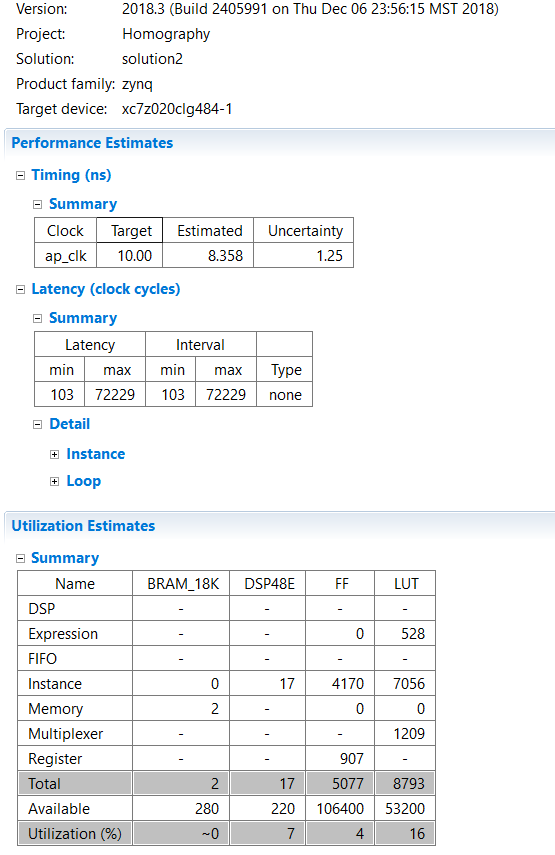 Version: 2018.3 (Build 2405991 on Thu Dec 06 23:56:15 MST 2018)
Project: Homography
Solution: solution2
Product family: zynq
Target device: xc7z020clg484-1
Performance Estimates
Timing (ns)
Summary
Clock Target Estimated Uncertainty
ap_clk 10.00 8.358 1.25
Latency (clock cycles)
Summary
Latency Interval
min max min max Type
103 72229 103 72229 none
Detail
Instance
Loop
Utilization Estimates
Summary
Name BRAM_18K DSP48E FF LUT
DSP - - - -
Expression - - 0 528
FIFO - - - -
Instance 0 17 4170 7056
Memory 2 - 0 0
Multiplexer - - - 1209
Register - - 907 -
Total 2 17 5077 8793
Available 280 220 106400 53200
Utilization (%) ~0 7 4 16